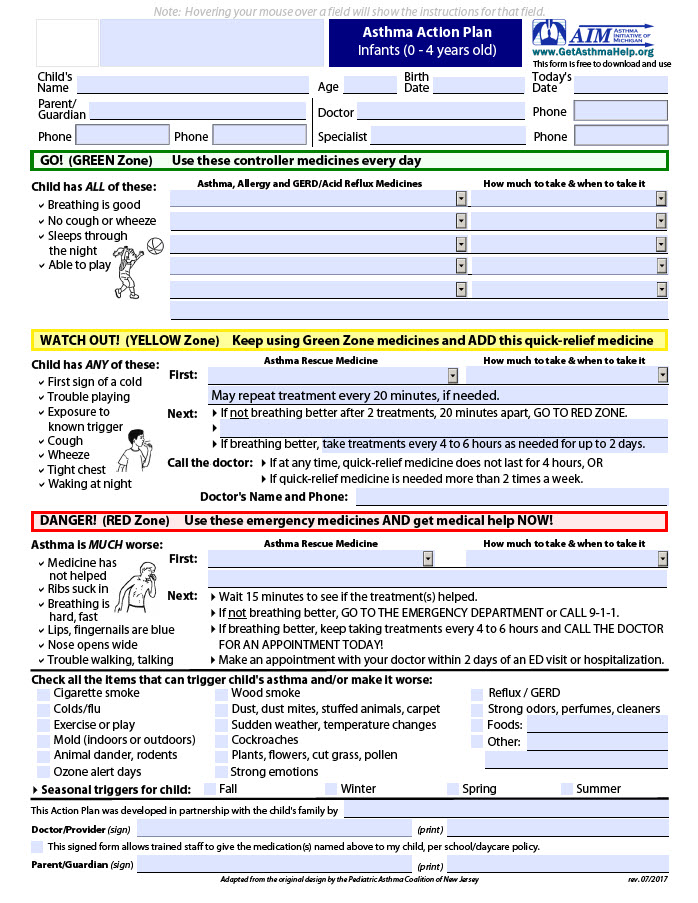 Note: Hovering your mouse over a field will show the instructions for that field.
Asthma Action Plan
Infants (0 - 4 years old)
AIM
ASTHMA
INITIATIVE OF
MICHIGAN
www.GetAsthmaHelp.org
This form is free to download and use
Child's
Name
Age
Birth
Date
Today's
Date
Parent/
Guardian
Doctor
Phone
Phone
Phone
Specialist
Phone
GO! (GREEN Zone) Use these controller medicines every day
Child has ALL of these:
Asthma, Allergy and GERD/Acid Reflux Medicines
How much to take & when to take it
Breathing is good
No cough or wheeze
Sleeps through
the night
Able to play
WATCH OUT! (YELLOW Zone) Keep using Green Zone medicines and ADD this quick-relief medicine
Child has ANY of these:
Asthma Rescue Medicine
How much to take & when to take it
First sign of a cold
Trouble playing
Exposure to
known trigger
Cough
Wheeze
Tight chest
Waking at night
First:
May repeat treatment every 20 minutes, if needed.
Next:
If not breathing better after 2 treatments, 20 minutes apart, GO TO RED ZONE.
If breathing better, take treatments every 4 to 6 hours as needed for up to 2 days.
Call the doctor:
If at any time, quick-relief medicine does not last for 4 hours, OR
If quick-relief medicine is needed more than 2 times a week.
Doctor's Name and Phone:
DANGER! (RED Zone) Use these emergency medicines AND get medical help NOW!
Asthma is MUCH worse:
Asthma Rescue Medicine
How much to take & when to take it
Medicine has
not helped
Ribs suck in
Breathing is
hard, fast
Lips, fingernails are blue
Nose opens wide
Trouble walking, talking
First:
Next:
Wait 15 minutes to see if the treatment(s) helped.
If not breathing better, GO TO THE EMERGENCY DEPARTMENT or CALL 9-1-1.
If breathing better, keep taking treatments every 4 to 6 hours and CALL THE DOCTOR
FOR AN APPOINTMENT TODAY!
Make an appointment with your doctor within 2 days of an ED visit or hospitalization.
Check all the items that can trigger child's asthma and/or make it worse:
Cigarette smoke
Colds/flu
Exercise or play
Mold (indoors or outdoors)
Animal dander, rodents
Ozone alert days
Wood smoke
Dust, dust mites, stuffed animals, carpet
Sudden weather, temperature changes
Cockroaches
Plants, flowers, cut grass, pollen
Strong emotions
Reflux / GERD
Strong odors, perfumes, cleaners
Foods:
Other:
Seasonal triggers for child:
Fall
Winter
Spring
Summer
This Action Plan was developed in partnership with the child's family by
Doctor/Provider (sign)
(print)
This signed form allows trained staff to give the medication(s) named above to my child, per school/daycare policy.
Parent/Guardian (sign)
(print)
Adapted from the original design by the Pediatric Asthma Coalition of New Jersey
rev. 07/2017